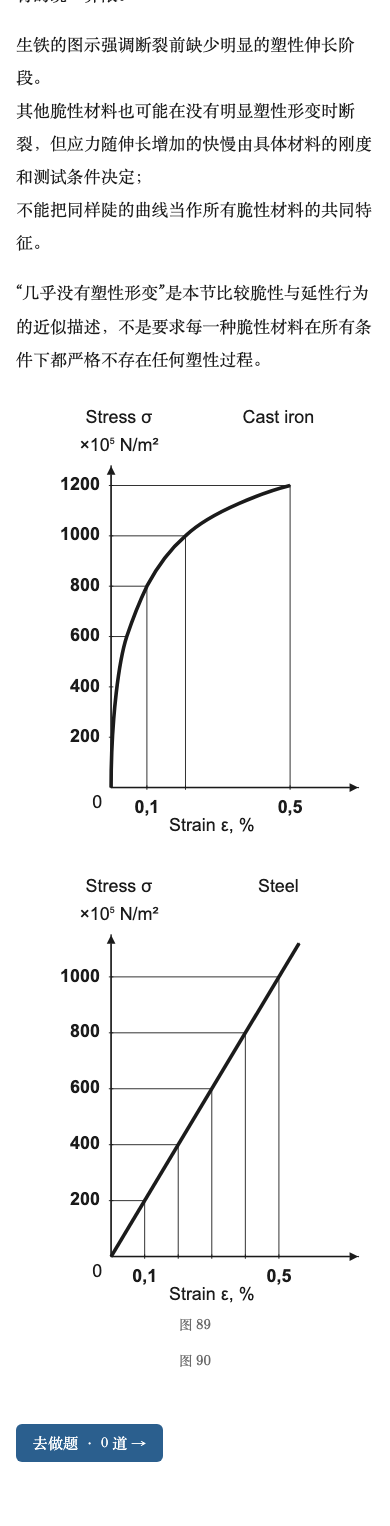 生铁的图示强调断裂前缺少明显的塑性伸长阶
段。
其他脆性材料也可能在没有明显塑性形变时断
裂，但应力随伸长增加的快慢由具体材料的刚度
和测试条件决定；
不能把同样陡的曲线当作所有脆性材料的共同特
征。
“几乎没有塑性形变”是本节比较脆性与延性行为
的近似描述，不是要求每一种脆性材料在所有条
件下都严格不存在任何塑性过程。
Stress σ
Cast iron
×10⁵ N/m²
1200
1000
800
600
400
200
0
0,1
0,5
Strain ε, %
Stress σ
Steel
×10⁵ N/m²
1000
800
600
400
200
0
0,1
0,5
Strain ε, %
图 89
图 90
去做题 · 0 道 →